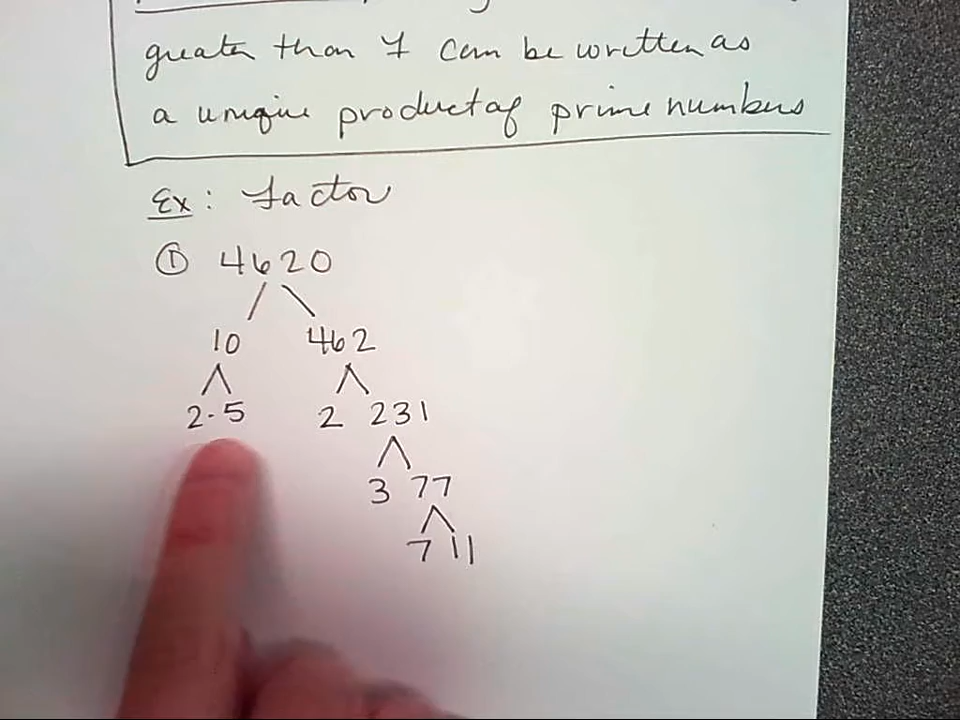 greater than 1 can be written as
a unique product of prime numbers
Ex: Factor
① 4620
10 462
2·5 2 231
3 77
7 11